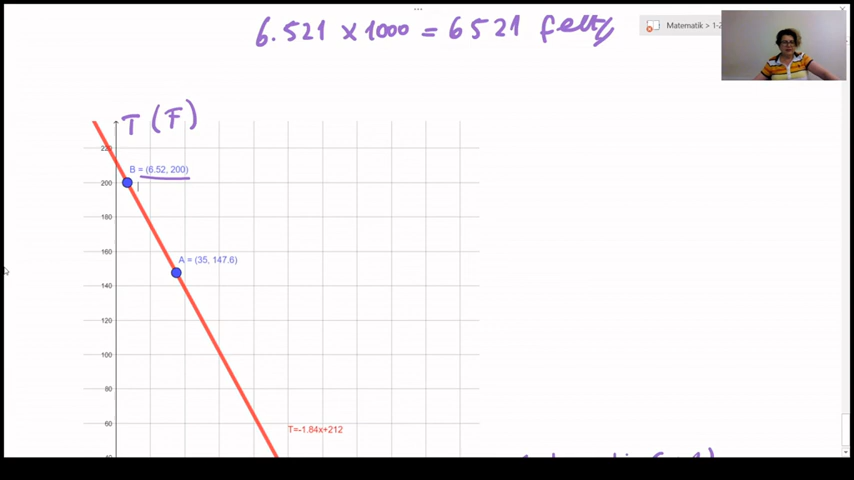 6.521 x 1000 = 6521 feet
Matematik > 1-2
T (F)
220
B = (6.52, 200)
200
180
160
A = (35, 147.6)
140
120
100
80
60
T=-1.84x+212
40